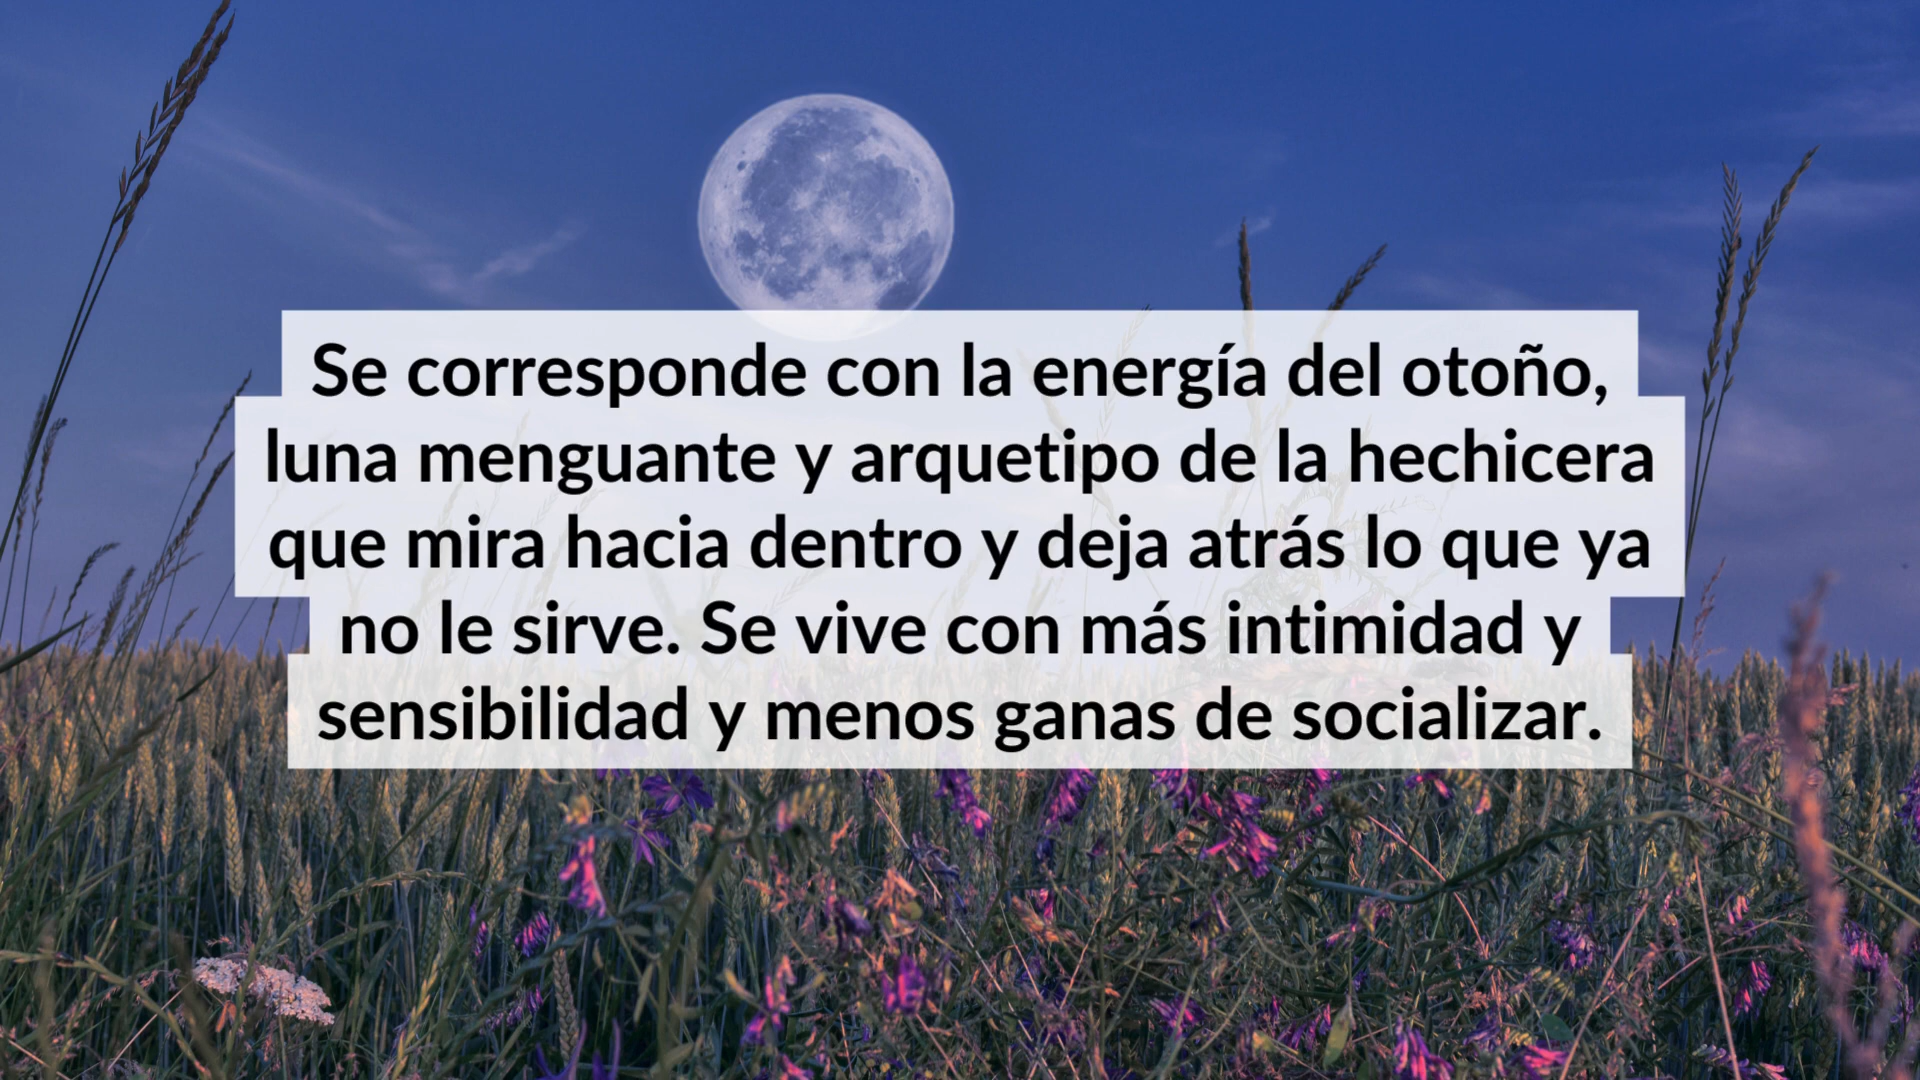 Se corresponde con la energía del otoño,
luna menguante y arquetipo de la hechicera
que mira hacia dentro y deja atrás lo que ya
no le sirve. Se vive con más intimidad y
sensibilidad y menos ganas de socializar.